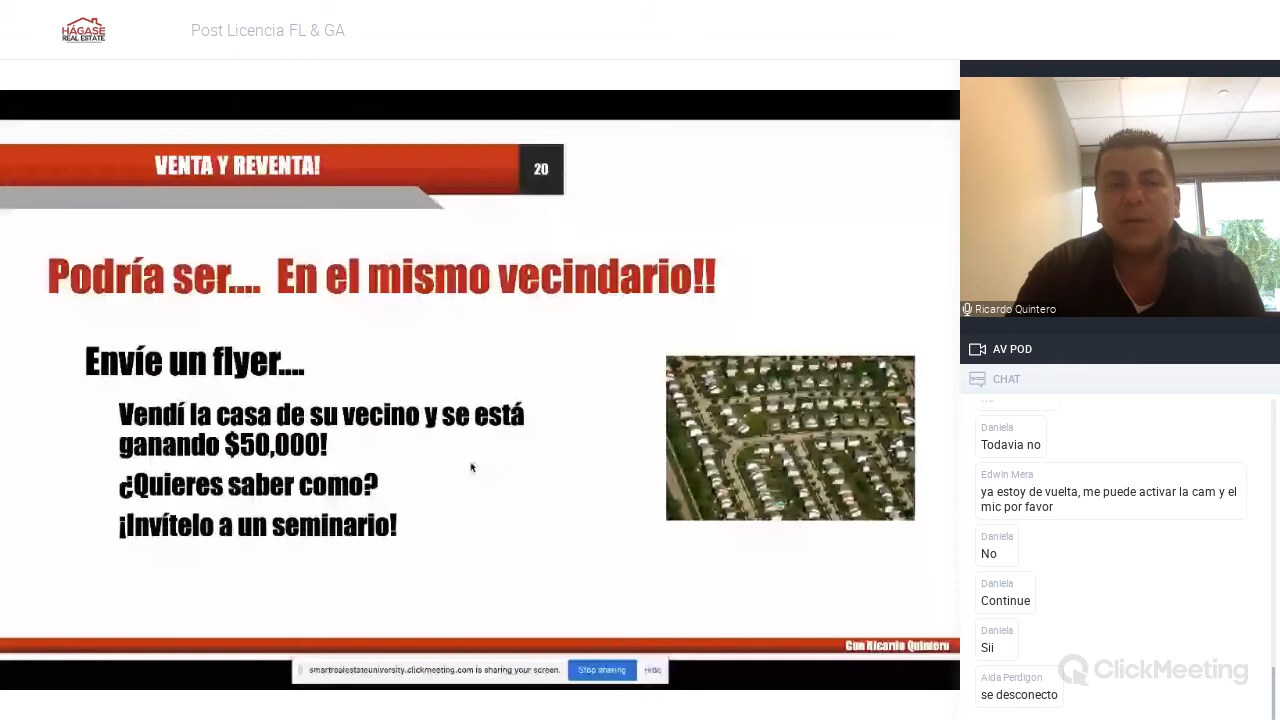 HÁGASE
REAL ESTATE
Post Licencia FL & GA
VENTA Y REVENTA!
20
Podría ser.... En el mismo vecindario!!
Envíe un flyer....
Vendí la casa de su vecino y se está
ganando $50,000!
¿Quieres saber como?
¡Invítelo a un seminario!
Con Ricardo Quintero
smartrealestateuniversity.clickmeeting.com is sharing your screen.
Stop sharing
Hide
Ricardo Quintero
AV POD
CHAT
Daniela
Todavia no
Edwin Mera
ya estoy de vuelta, me puede activar la cam y el
mic por favor
Daniela
No
Daniela
Continue
Daniela
Sii
Aida Perdigon
se desconecto
ClickMeeting